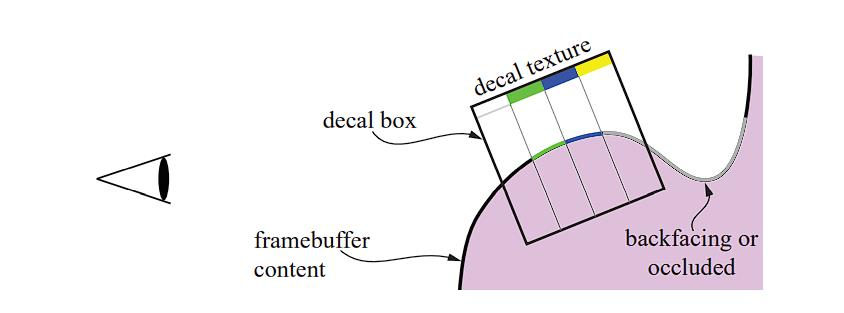 decal texture
decal box
framebuffer
content
backfacing or
occluded